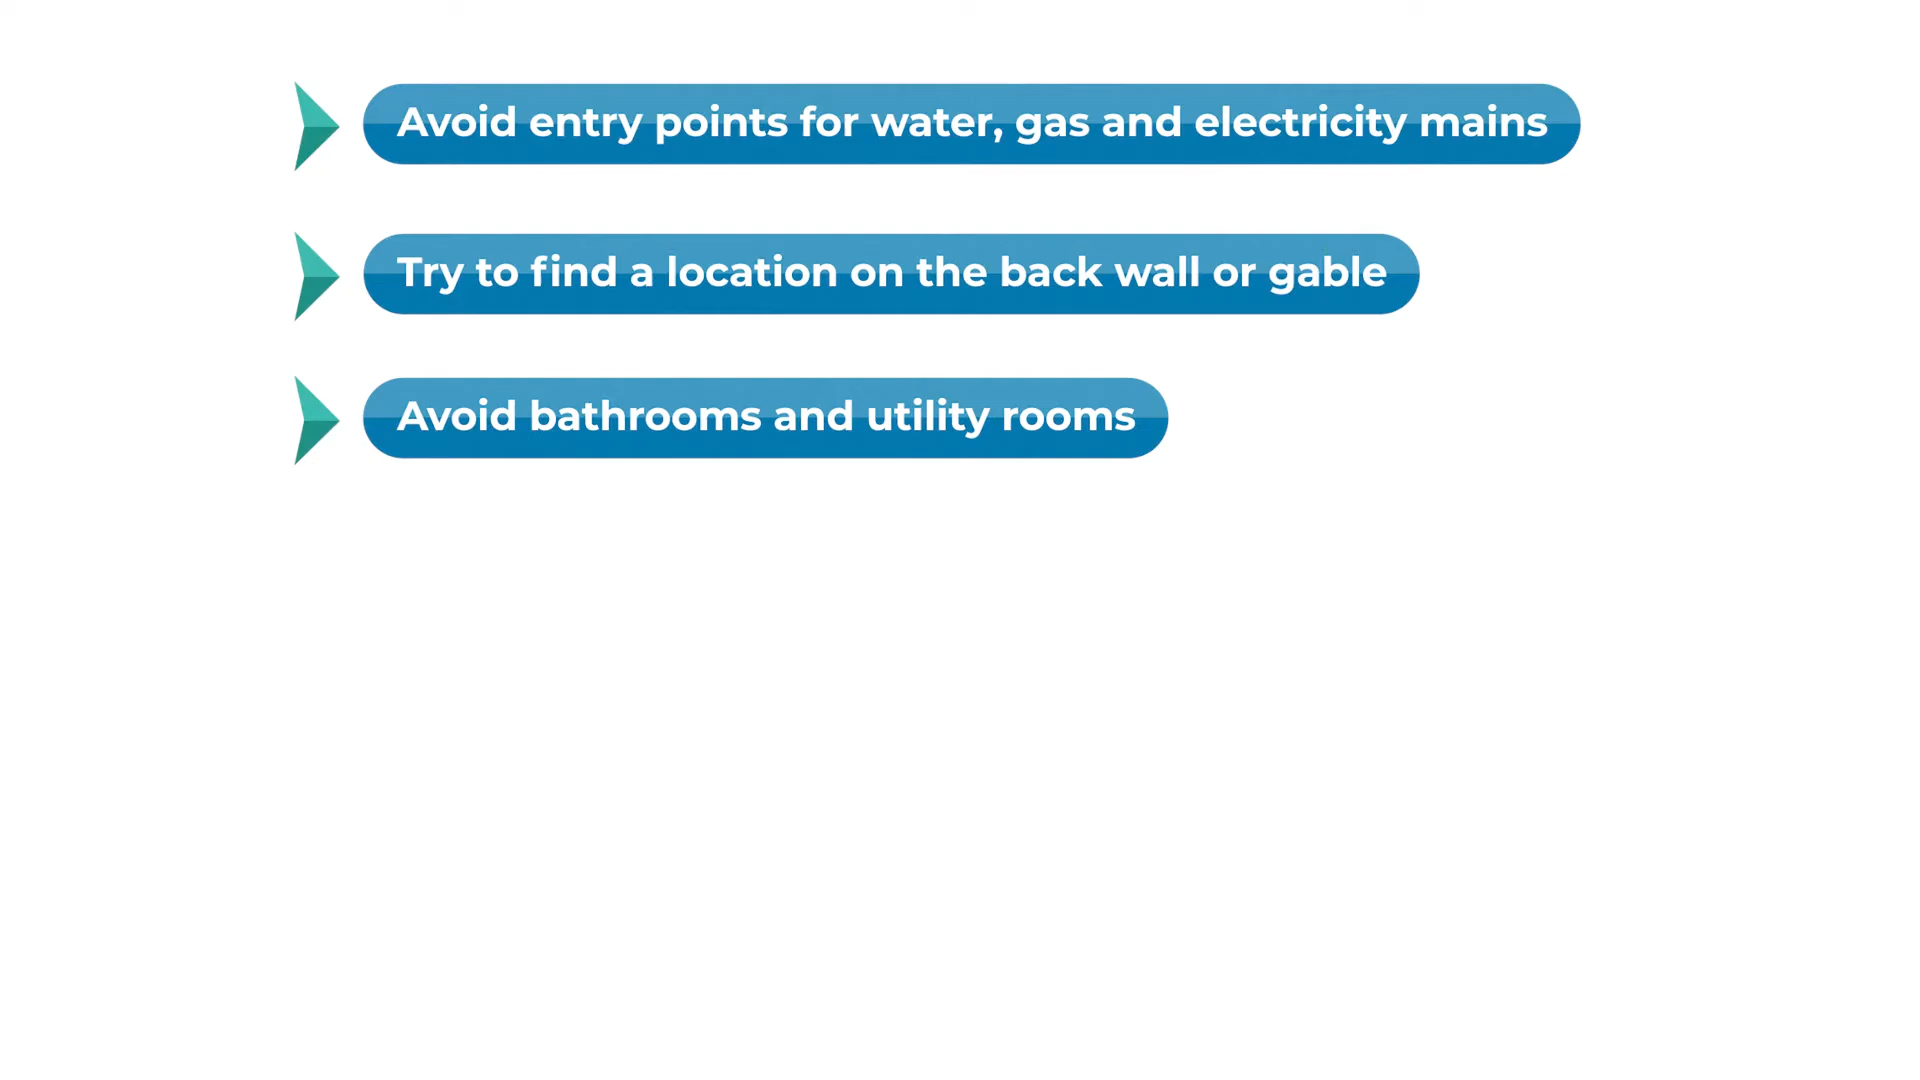 Avoid entry points for water, gas and electricity mains
Try to find a location on the back wall or gable
Avoid bathrooms and utility rooms